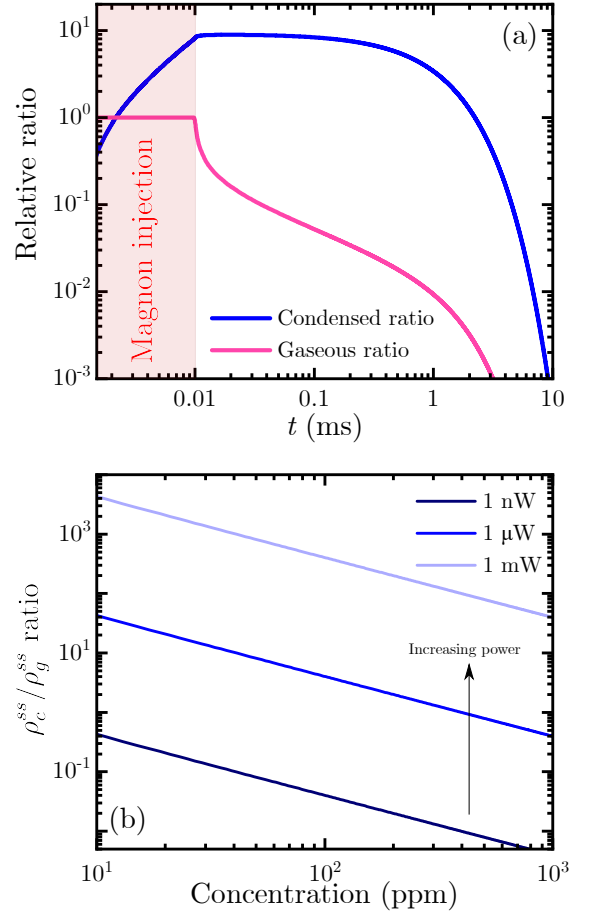 (a)
10^1
10^0
10^-1
10^-2
10^-3
Relative ratio
Magnon injection
Condensed ratio
Gaseous ratio
0.01
0.1
1
10
t (ms)
1 nW
1 μW
1 mW
10^3
10^1
10^-1
ρ_c^ss/ρ_g^ss ratio
Increasing power
(b)
10^1
10^2
10^3
Concentration (ppm)